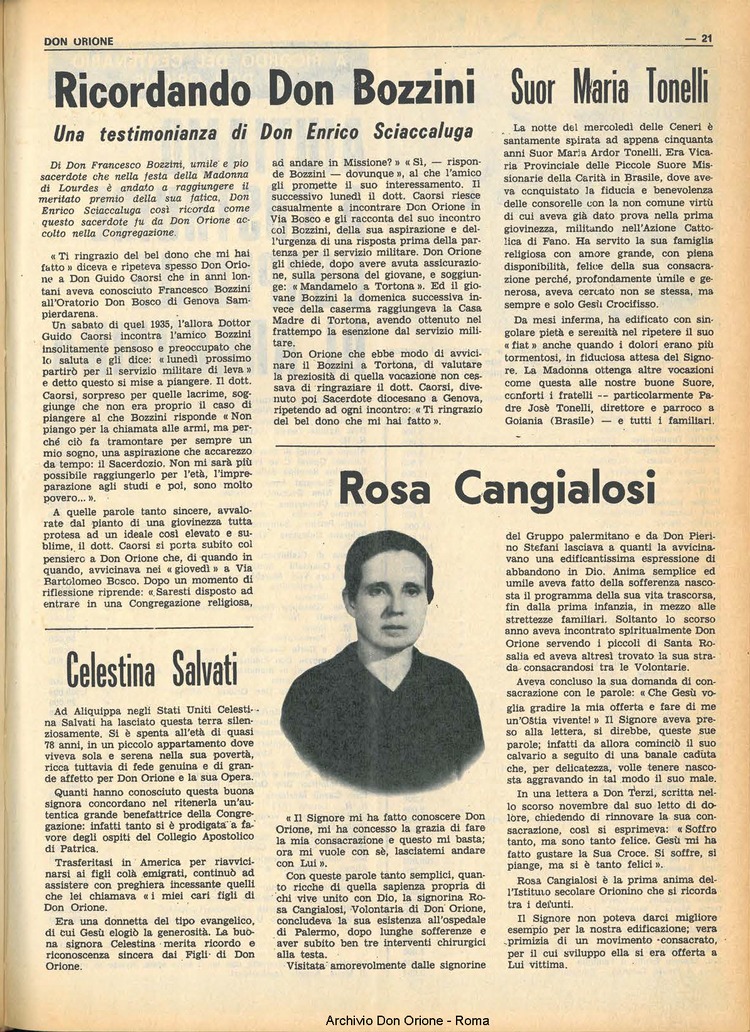 DON ORIONE
— 21
Ricordando Don Bozzini
Una testimonianza di Don Enrico Sciaccaluga
Di Don Francesco Bozzini, umile e pio
sacerdote che nella festa della Madonna
di Lourdes è andato a raggiungere il
meritato premio della sua fatica, Don
Enrico Sciaccaluga così ricorda come
questo sacerdote fu da Don Orione ac-
colto nella Congregazione.
« Ti ringrazio del bel dono che mi hai
fatto » diceva e ripeteva spesso Don Orio-
ne a Don Guido Caorsi che in anni lon-
tani aveva conosciuto Francesco Bozzini
all'Oratorio Don Bosco di Genova Sam-
pierdarena.
Un sabato di quel 1935, l'allora Dottor
Guido Caorsi incontra l'amico Bozzini
insolitamente pensoso e preoccupato che
lo saluta e gli dice: « lunedì prossimo
partirò per il servizio militare di leva »
e detto questo si mise a piangere. Il dott.
Caorsi, sorpreso per quelle lacrime, sog-
giunge che non era proprio il caso di
piangere al che Bozzini risponde « Non
piango per la chiamata alle armi, ma per-
ché ciò fa tramontare per sempre un
mio sogno, una aspirazione che accarezzo
da tempo: il Sacerdozio. Non mi sarà più
possibile raggiungerlo per l'età, l'impre-
parazione agli studi e poi, sono molto
povero... ».
A quelle parole tanto sincere, avvalo-
rate dal pianto di una giovinezza tutta
protesa ad un ideale così elevato e su-
blime, il dott. Caorsi si porta subito col
pensiero a Don Orione che, di quando in
quando, avvicinava nei « giovedì » a Via
Bartolomeo Bosco. Dopo un momento di
riflessione riprende: « Saresti disposto ad
entrare in una Congregazione religiosa,
ad andare in Missione? » « Sì, — rispon-
de Bozzini — dovunque », al che l'amico
gli promette il suo interessamento. Il
successivo lunedì il dott. Caorsi riesce
casualmente a incontrare Don Orione in
Via Bosco e gli racconta del suo incontro
col Bozzini, della sua aspirazione e del-
l'urgenza di una risposta prima della par-
tenza per il servizio militare. Don Orione
gli chiede, dopo avere avuta assicurazio-
ne, sulla persona del giovane, e soggiun-
ge: « Mandamelo a Tortona ». Ed il gio-
vane Bozzini la domenica successiva in-
vece della caserma raggiungeva la Casa
Madre di Tortona, avendo ottenuto nel
frattempo la esenzione dal servizio mili-
tare.
Don Orione che ebbe modo di avvici-
nare il Bozzini a Tortona, di valutare
la preziosità di quella vocazione non ces-
sava di ringraziare il dott. Caorsi, dive-
nuto poi Sacerdote diocesano a Genova,
ripetendo ad ogni incontro: « Ti ringrazio
del bel dono che mi hai fatto ».
Suor Maria Tonelli
La notte del mercoledì delle Ceneri è
santamente spirata ad appena cinquanta
anni Suor Maria Ardor Tonelli. Era Vica-
ria Provinciale delle Piccole Suore Mis-
sionarie della Carità in Brasile, dove ave-
va conquistato la fiducia e benevolenza
delle consorelle con la non comune virtù
di cui aveva già dato prova nella prima
giovinezza, militando nell'Azione Catto-
lica di Fano. Ha servito la sua famiglia
religiosa con amore grande, con piena
disponibilità, felice della sua consacra-
zione perché, profondamente umile e ge-
nerosa, aveva cercato non se stessa, ma
sempre e solo Gesù Crocifisso.
Da mesi inferma, ha edificato con sin-
golare pietà e serenità nel ripetere il suo
« fiat » anche quando i dolori erano più
tormentosi, in fiduciosa attesa del Signo-
re. La Madonna ottenga altre vocazioni
come questa alle nostre buone Suore,
conforti i fratelli -- particolarmente Pa-
dre Josè Tonelli, direttore e parroco a
Goiania (Brasile) — e tutti i familiari.
Celestina Salvati
Ad Aliquippa negli Stati Uniti Celesti-
na Salvati ha lasciato questa terra silen-
ziosamente. Si è spenta all'età di quasi
78 anni, in un piccolo appartamento dove
viveva sola e serena nella sua povertà,
ricca tuttavia di fede genuina e di gran-
de affetto per Don Orione e la sua Opera.
Quanti hanno conosciuto questa buona
signora concordano nel ritenerla un'au-
tentica grande benefattrice della Congre-
gazione: infatti tanto si è prodigata a fa-
vore degli ospiti del Collegio Apostolico
di Patrica.
Trasferitasi in America per riavvici-
narsi ai figli colà emigrati, continuò ad
assistere con preghiera incessante quelli
che lei chiamava « i miei cari figli di
Don Orione.
Era una donnetta del tipo evangelico,
di cui Gesù elogiò la generosità. La buo-
na signora Celestina merita ricordo e
riconoscenza sincera dai Figli di Don
Orione.
Rosa Cangialosi
« Il Signore mi ha fatto conoscere Don
Orione, mi ha concesso la grazia di fare
la mia consacrazione e questo mi basta;
ora mi vuole con sè, lasciatemi andare
con Lui ».
Con queste parole tanto semplici, quan-
to ricche di quella sapienza propria di
chi vive unito con Dio, la signorina Ro-
sa Cangialosi, Volontaria di Don Orione,
concludeva la sua esistenza all'ospedale
di Palermo, dopo lunghe sofferenze e
aver subìto ben tre interventi chirurgici
alla testa.
Visitata amorevolmente dalle signorine
del Gruppo palermitano e da Don Pieri-
no Stefani lasciava a quanti la avvicina-
vano una edificantissima espressione di
abbandono in Dio. Anima semplice ed
umile aveva fatto della sofferenza nasco-
sta il programma della sua vita trascorsa,
fin dalla prima infanzia, in mezzo alle
strettezze familiari. Soltanto lo scorso
anno aveva incontrato spiritualmente Don
Orione servendo i piccoli di Santa Ro-
salia ed aveva altresì trovato la sua stra-
da consacrandosi tra le Volontarie.
Aveva concluso la sua domanda di con-
sacrazione con le parole: « Che Gesù vo-
glia gradire la mia offerta e fare di me
un'Ostia vivente! » Il Signore aveva pre-
so alla lettera, si direbbe, queste sue
parole; infatti da allora cominciò il suo
calvario a seguito di una banale caduta
che, per delicatezza, volle tenere nasco-
sta aggravando in tal modo il suo male.
In una lettera a Don Terzi, scritta nel-
lo scorso novembre dal suo letto di do-
lore, chiedendo di rinnovare la sua con-
sacrazione, così si esprimeva: « Soffro
tanto, ma sono tanto felice. Gesù mi ha
fatto gustare la Sua Croce. Si soffre, si
piange, ma si è tanto felici ».
Rosa Cangialosi è la prima anima del-
l'Istituto secolare Orionino che si ricorda
tra i defunti.
Il Signore non poteva darci migliore
esempio per la nostra edificazione; vera
primizia di un movimento consacrato,
per il cui sviluppo ella si era offerta a
Lui vittima.
Archivio Don Orione - Roma